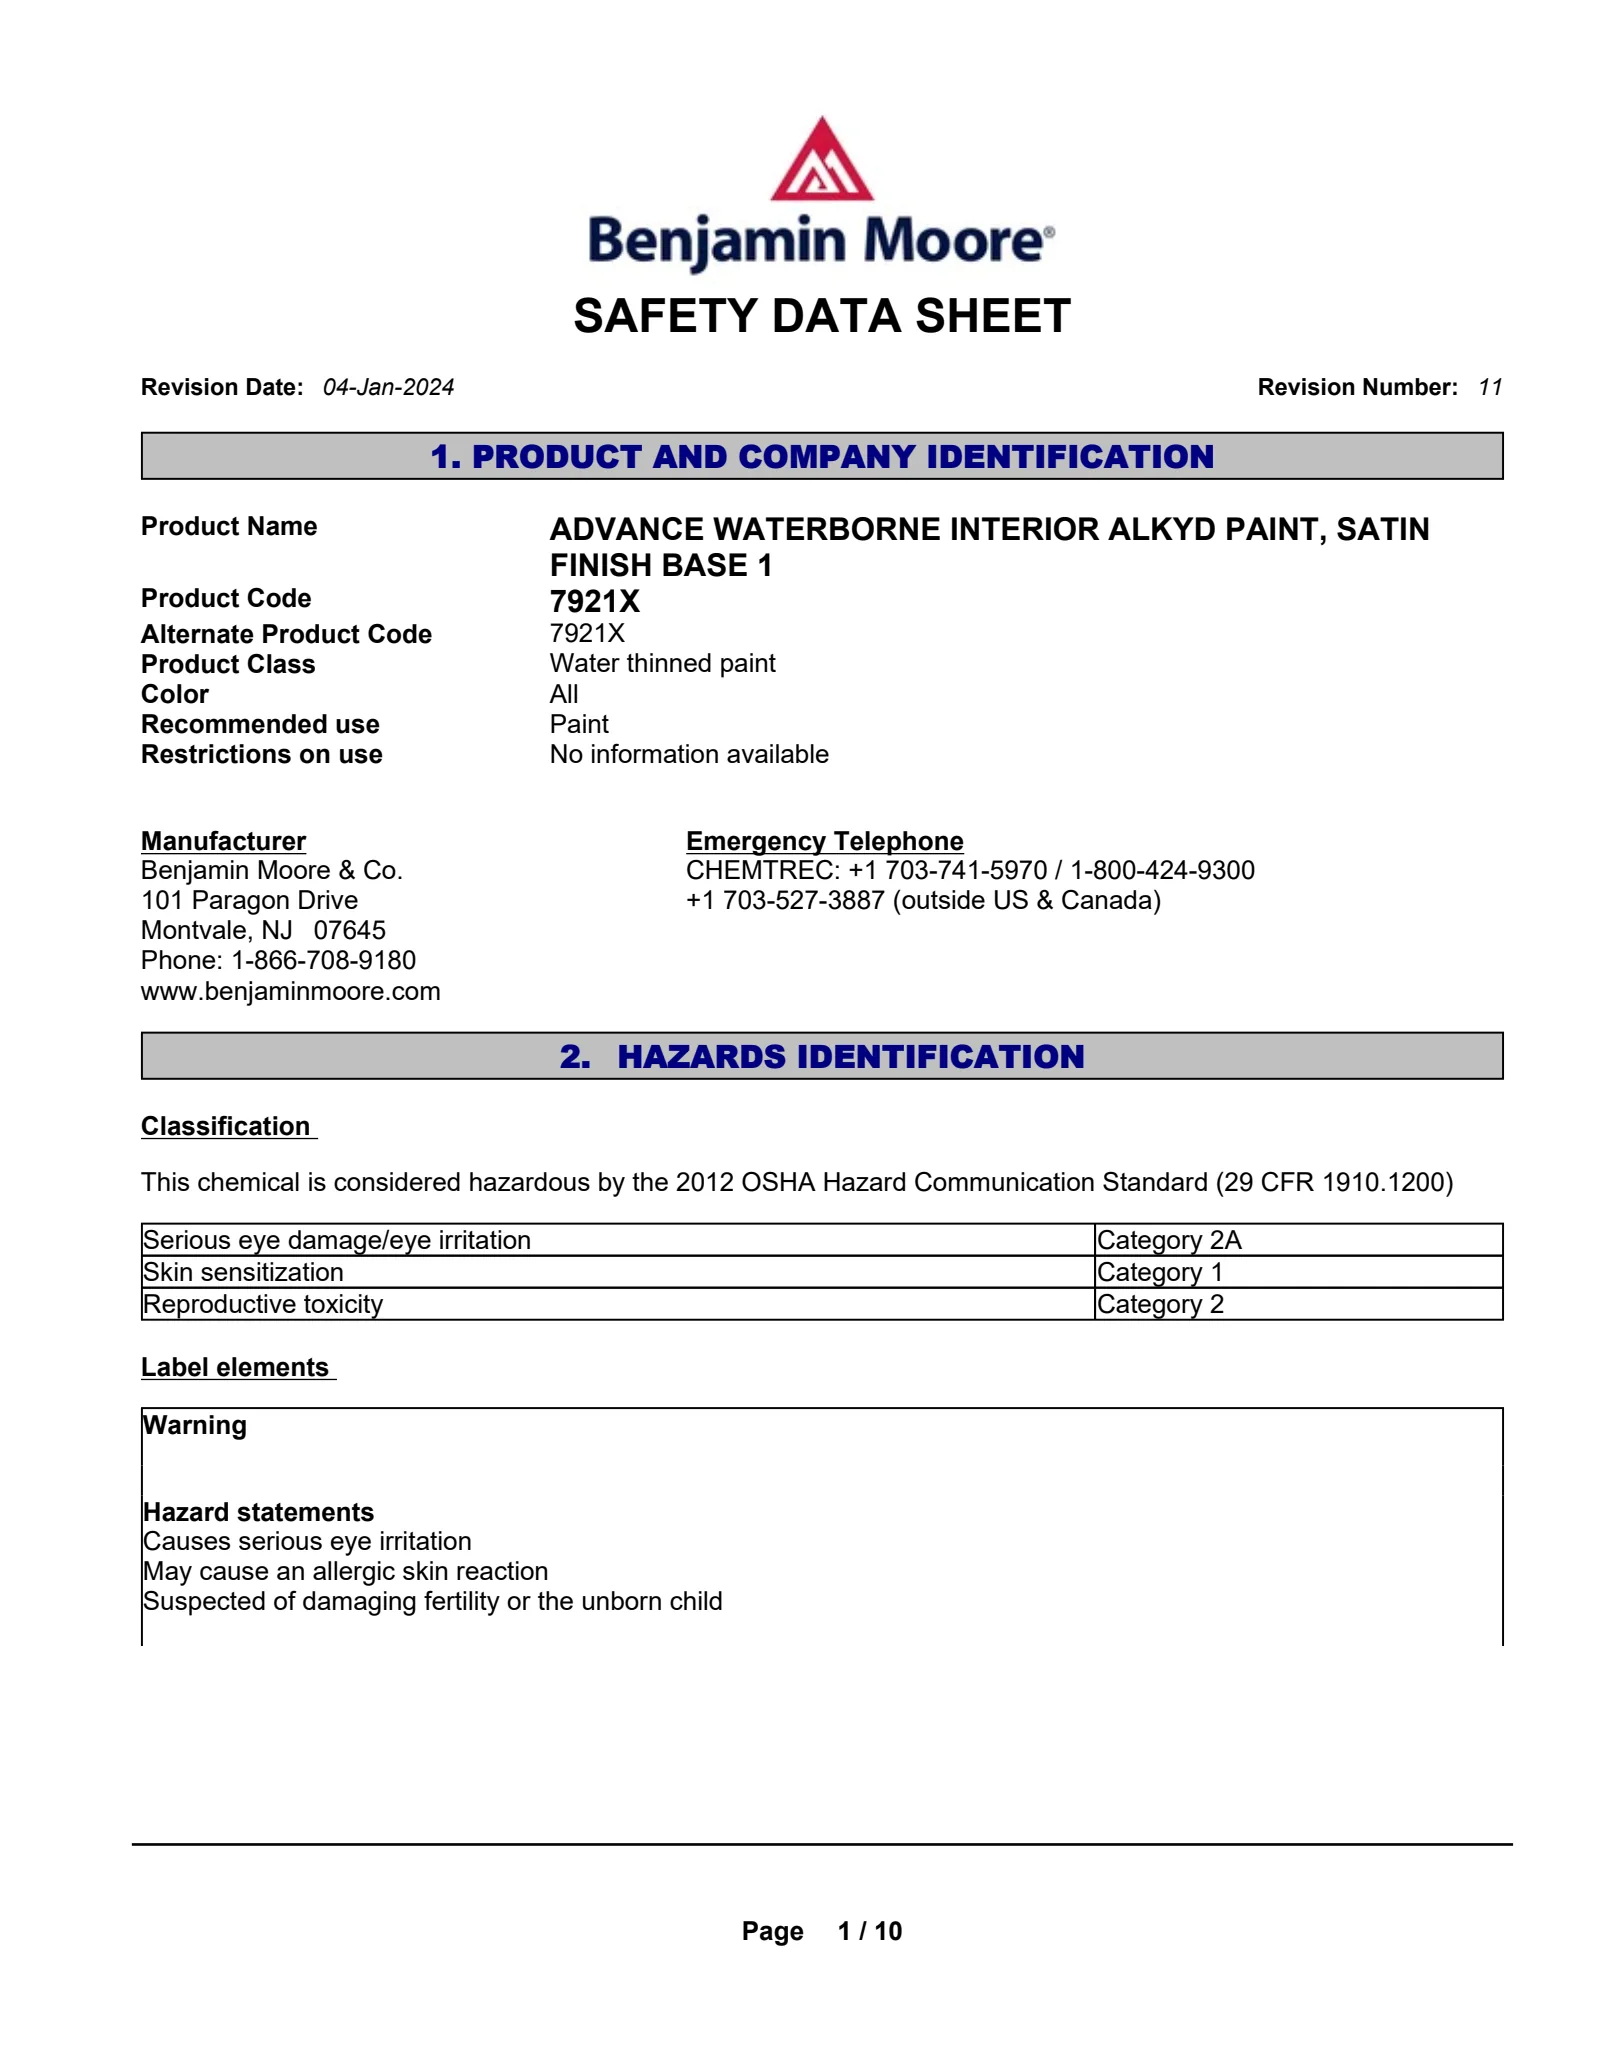 Benjamin Moore®
SAFETY DATA SHEET
Revision Date: 04-Jan-2024 Revision Number: 11
1. PRODUCT AND COMPANY IDENTIFICATION
Product Name ADVANCE WATERBORNE INTERIOR ALKYD PAINT, SATIN
FINISH BASE 1
Product Code 7921X
Alternate Product Code 7921X
Product Class Water thinned paint
Color All
Recommended use Paint
Restrictions on use No information available
Manufacturer Emergency Telephone
Benjamin Moore & Co. CHEMTREC: +1 703-741-5970 / 1-800-424-9300
101 Paragon Drive +1 703-527-3887 (outside US & Canada)
Montvale, NJ 07645
Phone: 1-866-708-9180
www.benjaminmoore.com
2. HAZARDS IDENTIFICATION
Classification
This chemical is considered hazardous by the 2012 OSHA Hazard Communication Standard (29 CFR 1910.1200)
Serious eye damage/eye irritation Category 2A
Skin sensitization Category 1
Reproductive toxicity Category 2
Label elements
Warning
Hazard statements
Causes serious eye irritation
May cause an allergic skin reaction
Suspected of damaging fertility or the unborn child
Page 1 / 10